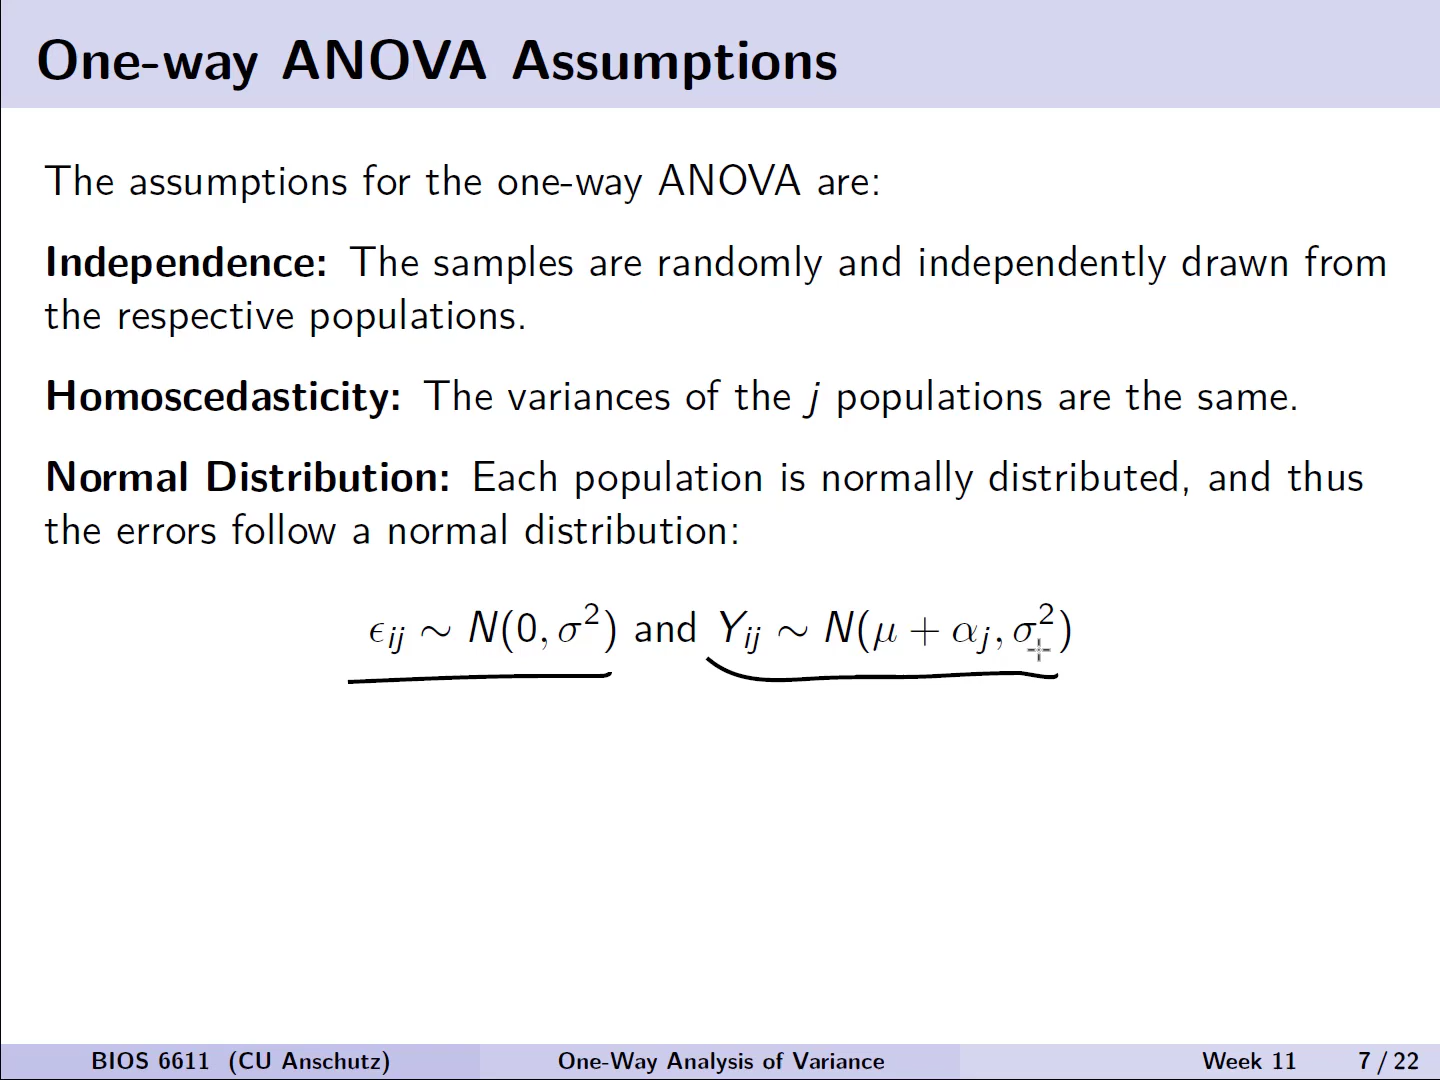 One-way ANOVA Assumptions
The assumptions for the one-way ANOVA are:
Independence: The samples are randomly and independently drawn from
the respective populations.
Homoscedasticity: The variances of the j populations are the same.
Normal Distribution: Each population is normally distributed, and thus
the errors follow a normal distribution:
ϵij ∼ N(0, σ²) and Yij ∼ N(μ + αj, σ²)
BIOS 6611 (CU Anschutz) One-Way Analysis of Variance Week 11 7 / 22